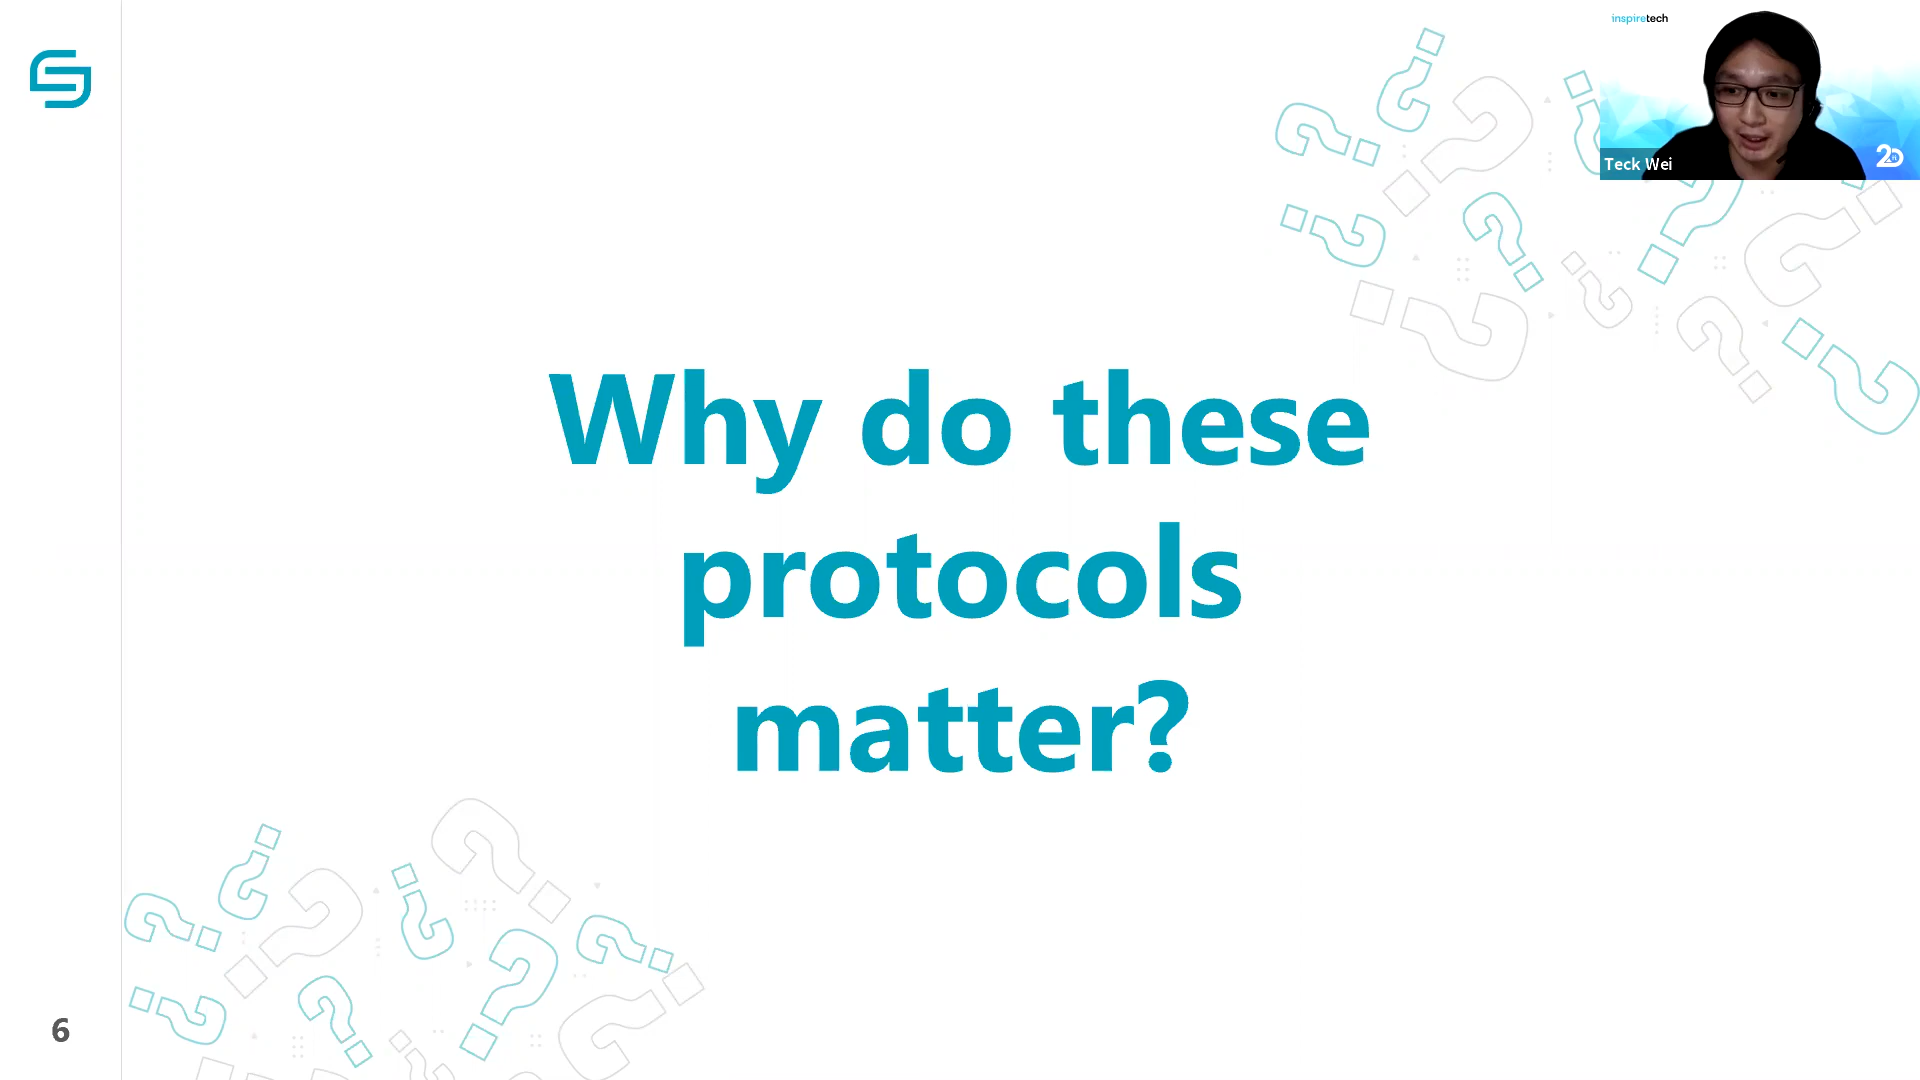 inspiretech
Teck Wei
Why do these
protocols
matter?
6